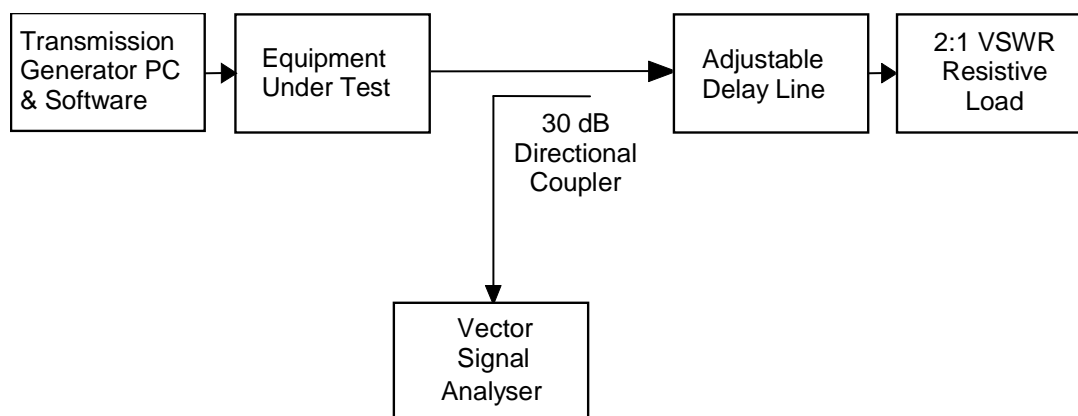 Transmission
Generator PC
& Software
Equipment
Under Test
30 dB
Directional
Coupler
Adjustable
Delay Line
2:1 VSWR
Resistive
Load
Vector
Signal
Analyser